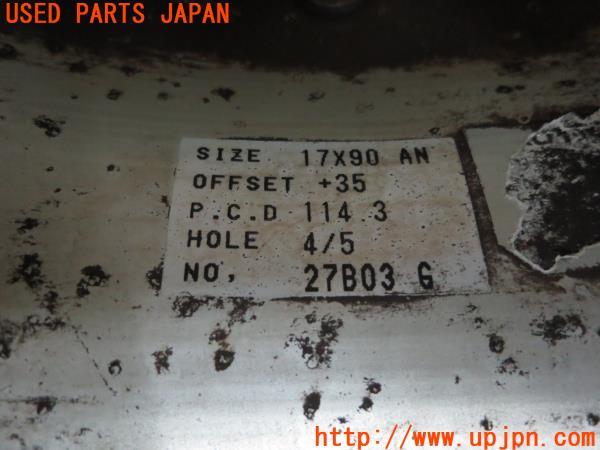 USED PARTS JAPAN
SIZE 17X90 AN
OFFSET +35
P.C.D 114.3
HOLE 4/5
NO, 27B03 G
http://www.upjpn.com